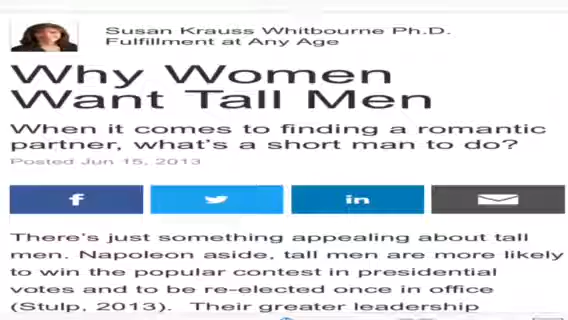 Susan Krauss Whitbourne Ph.D.
Fulfillment at Any Age
Why Women
Want Tall Men
When it comes to finding a romantic
partner, what's a short man to do?
Posted Jun 15, 2013
f
in
There's just something appealing about tall
men. Napoleon aside, tall men are more likely
to win the popular contest in presidential
votes and to be re-elected once in office
(Stulp, 2013). Their greater leadership